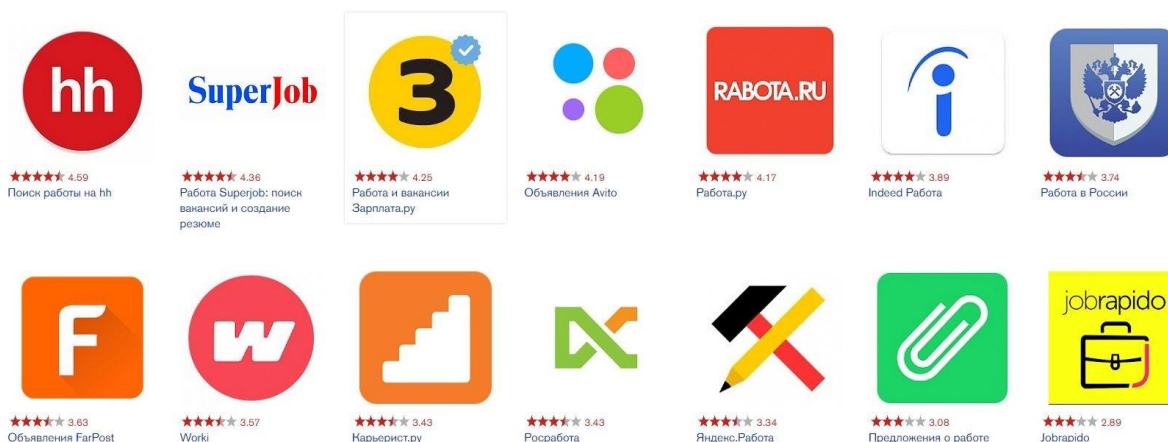 hh
SuperJob
3
RABOTA.RU
i
4.59
4.36
4.25
4.19
4.17
3.89
3.74
Поиск работы на hh
Работа Superjob: поиск
вакансий и создание
резюме
Работа и вакансии
Зарплата.ру
Объявления Avito
Работа.ру
Indeed Работа
Работа в России
F
w
jobrapido
3.63
3.57
3.43
3.43
3.34
3.08
2.89
Объявления FarPost
Worki
Карьерист.ру
Росработа
Яндекс.Работа
Предложения о работе
Jobrapido